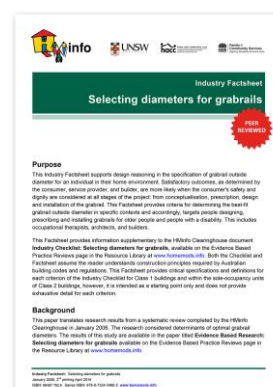 info
UNSW
hacc
Industry Factsheet
Selecting diameters for grabrails
PEER
REVIEWED
Purpose
This Industry Factsheet supports design reasoning in the specification of grabrail outside
diameter for an individual in their home environment. Satisfactory outcomes, as determined by
the consumer, service provider, and builder, are more likely when the consumer's safety and
dignity are considered at all stages of the project: from conceptualisation, prescription, design
and installation of the grabrail. This Factsheet provides criteria for determining the best-fit
grabrail outside diameter in specific contexts and accordingly, targets people designing,
prescribing and installing grabrails for older people and people with a disability. This includes
occupational therapists, architects, and builders.
This Factsheet provides information supplementary to the HMinfo Clearinghouse document
Industry Checklist: Selecting diameters for grabrails, available on the Evidence Based
Practice Reviews page in the Resource Library at www.homemods.info. Both the Checklist and
Factsheet assume the reader understands construction principles required by Australian
building codes and regulations. This Factsheet provides critical specifications and definitions for
each criterion of the Industry Checklist for Class 1 buildings and within the sole-occupancy units
of Class 2 buildings, however, it is intended as a starting point only and does not provide
exhaustive detail for each criterion.
Background
This paper translates research results from a systematic review completed by the HMinfo
Clearinghouse in January 2006. The research considered determinants of optimal grabrail
diameters. The results of this study are available in the paper titled Evidence Based Research:
Selecting diameters for grabrails available on the Evidence Based Practice Reviews page in
the Resource Library at www.homemods.info.
Industry Factsheet: Selecting diameters for grabrails